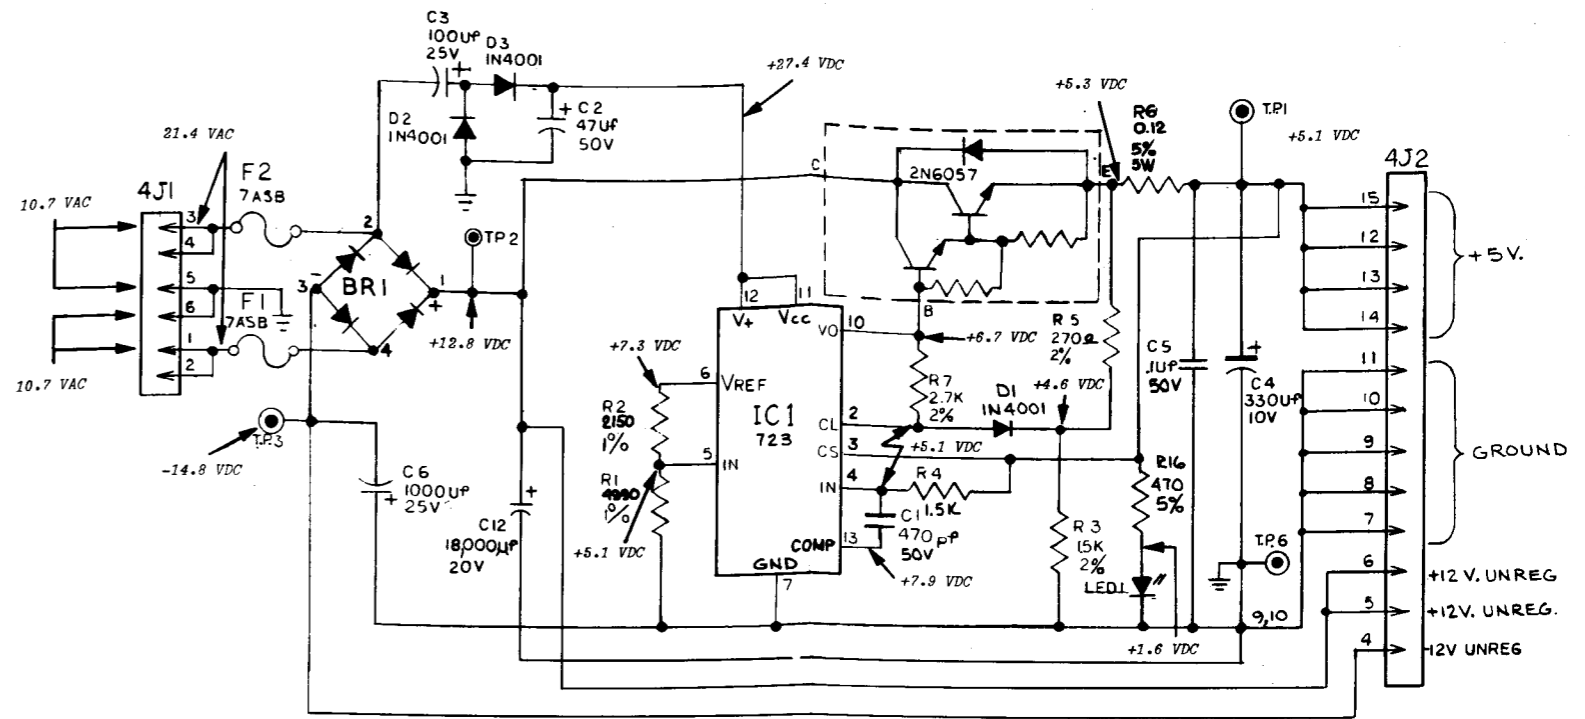 C3
100Uf
25V
+
D3
1N4001
+27.4 VDC
D2
1N4001
+ C2
47Uf
50V
21.4 VAC
F2
7ASB
4J1
10.7 VAC
3
4
5
6
1
2
F1
7ASB
10.7 VAC
2
3 -
BR1
1
+
4
T.P.2
+12.8 VDC
T.P.3
-14.8 VDC
C6
1000Uf
+ 25V
+
C12
18,000µf
20V
+7.3 VDC
R2
2150
1%
R1
4990
1%
+5.1 VDC
12
11
V+
Vcc
VO
10
6
VREF
IC1
723
CL
2
CS
3
5
IN
IN
4
COMP
13
GND
7
C
2N6057
E
B
+5.3 VDC
R6
0.12
5%
5W
T.P.1
+5.1 VDC
+6.7 VDC
R7
2.7K
2%
D1
1N4001
+4.6 VDC
R5
270Ω
2%
+5.1 VDC
R4
1.5K
C1
470pf
50V
+7.9 VDC
R3
1.5K
2%
R16
470
5%
LED1
+1.6 VDC
C5
.1Uf
50V
+
C4
330Uf
10V
T.P.6
9,10
4J2
15
12
13
14
+5V.
11
10
9
8
7
GROUND
6
+12 V. UNREG
5
+12V. UNREG.
4
-12V UNREG